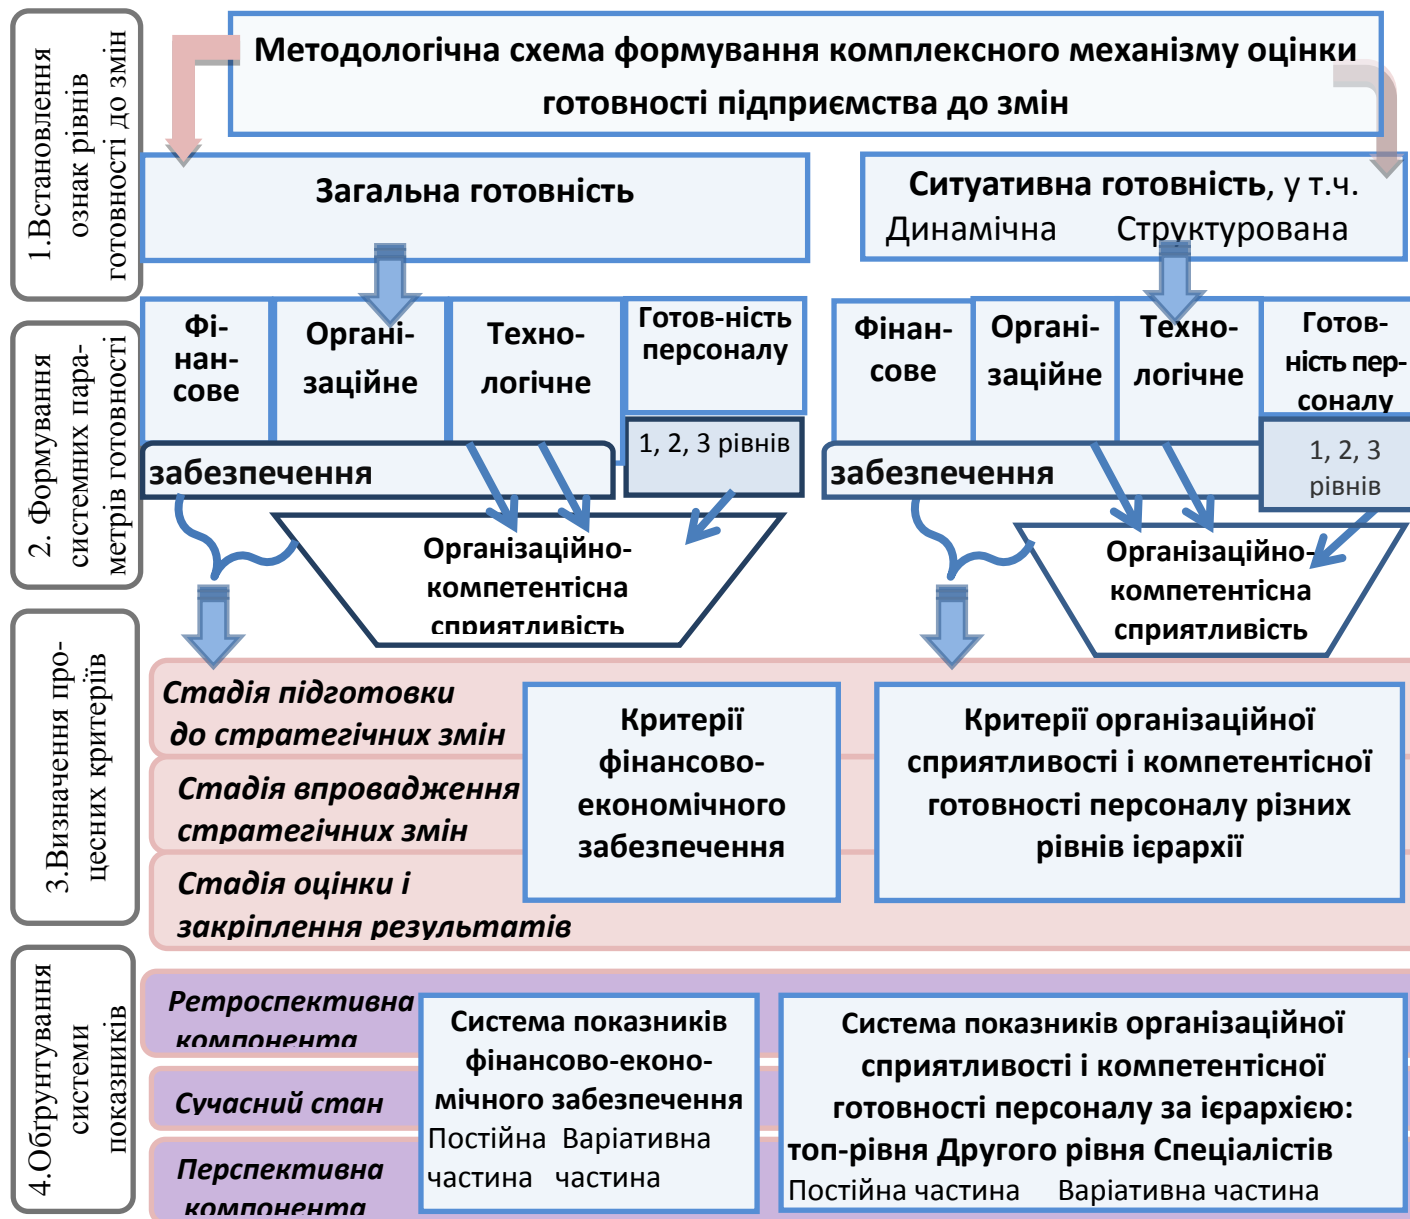 Методологічна схема формування комплексного механізму оцінки
готовності підприємства до змін
1.Встановлення
ознак рівнів
готовності до змін
Загальна готовність
Ситуативна готовність, у т.ч.
Динамічна Структурована
2. Формування
системних пара-
метрів готовності
Фі-
нан-
сове
Органі-
заційне
Техно-
логічне
Готов-ність
персоналу
1, 2, 3 рівнів
забезпечення
Організаційно-
компетентісна
сприятливість
Фінан-
сове
Органі-
заційне
Техно-
логічне
Готов-
ність пер-
соналу
1, 2, 3
рівнів
забезпечення
Організаційно-
компетентісна
сприятливість
3.Визначення про-
цесних критеріїв
Стадія підготовки
до стратегічних змін
Стадія впровадження
стратегічних змін
Стадія оцінки і
закріплення результатів
Критерії
фінансово-
економічного
забезпечення
Критерії організаційної
сприятливості і компетентісної
готовності персоналу різних
рівнів ієрархії
4.Обґрунтування
системи
показників
Ретроспективна
компонента
Сучасний стан
Перспективна
компонента
Система показників
фінансово-еконо-
мічного забезпечення
Постійна Варіативна
частина частина
Система показників організаційної
сприятливості і компетентісної
готовності персоналу за ієрархією:
топ-рівня Другого рівня Спеціалістів
Постійна частина Варіативна частина